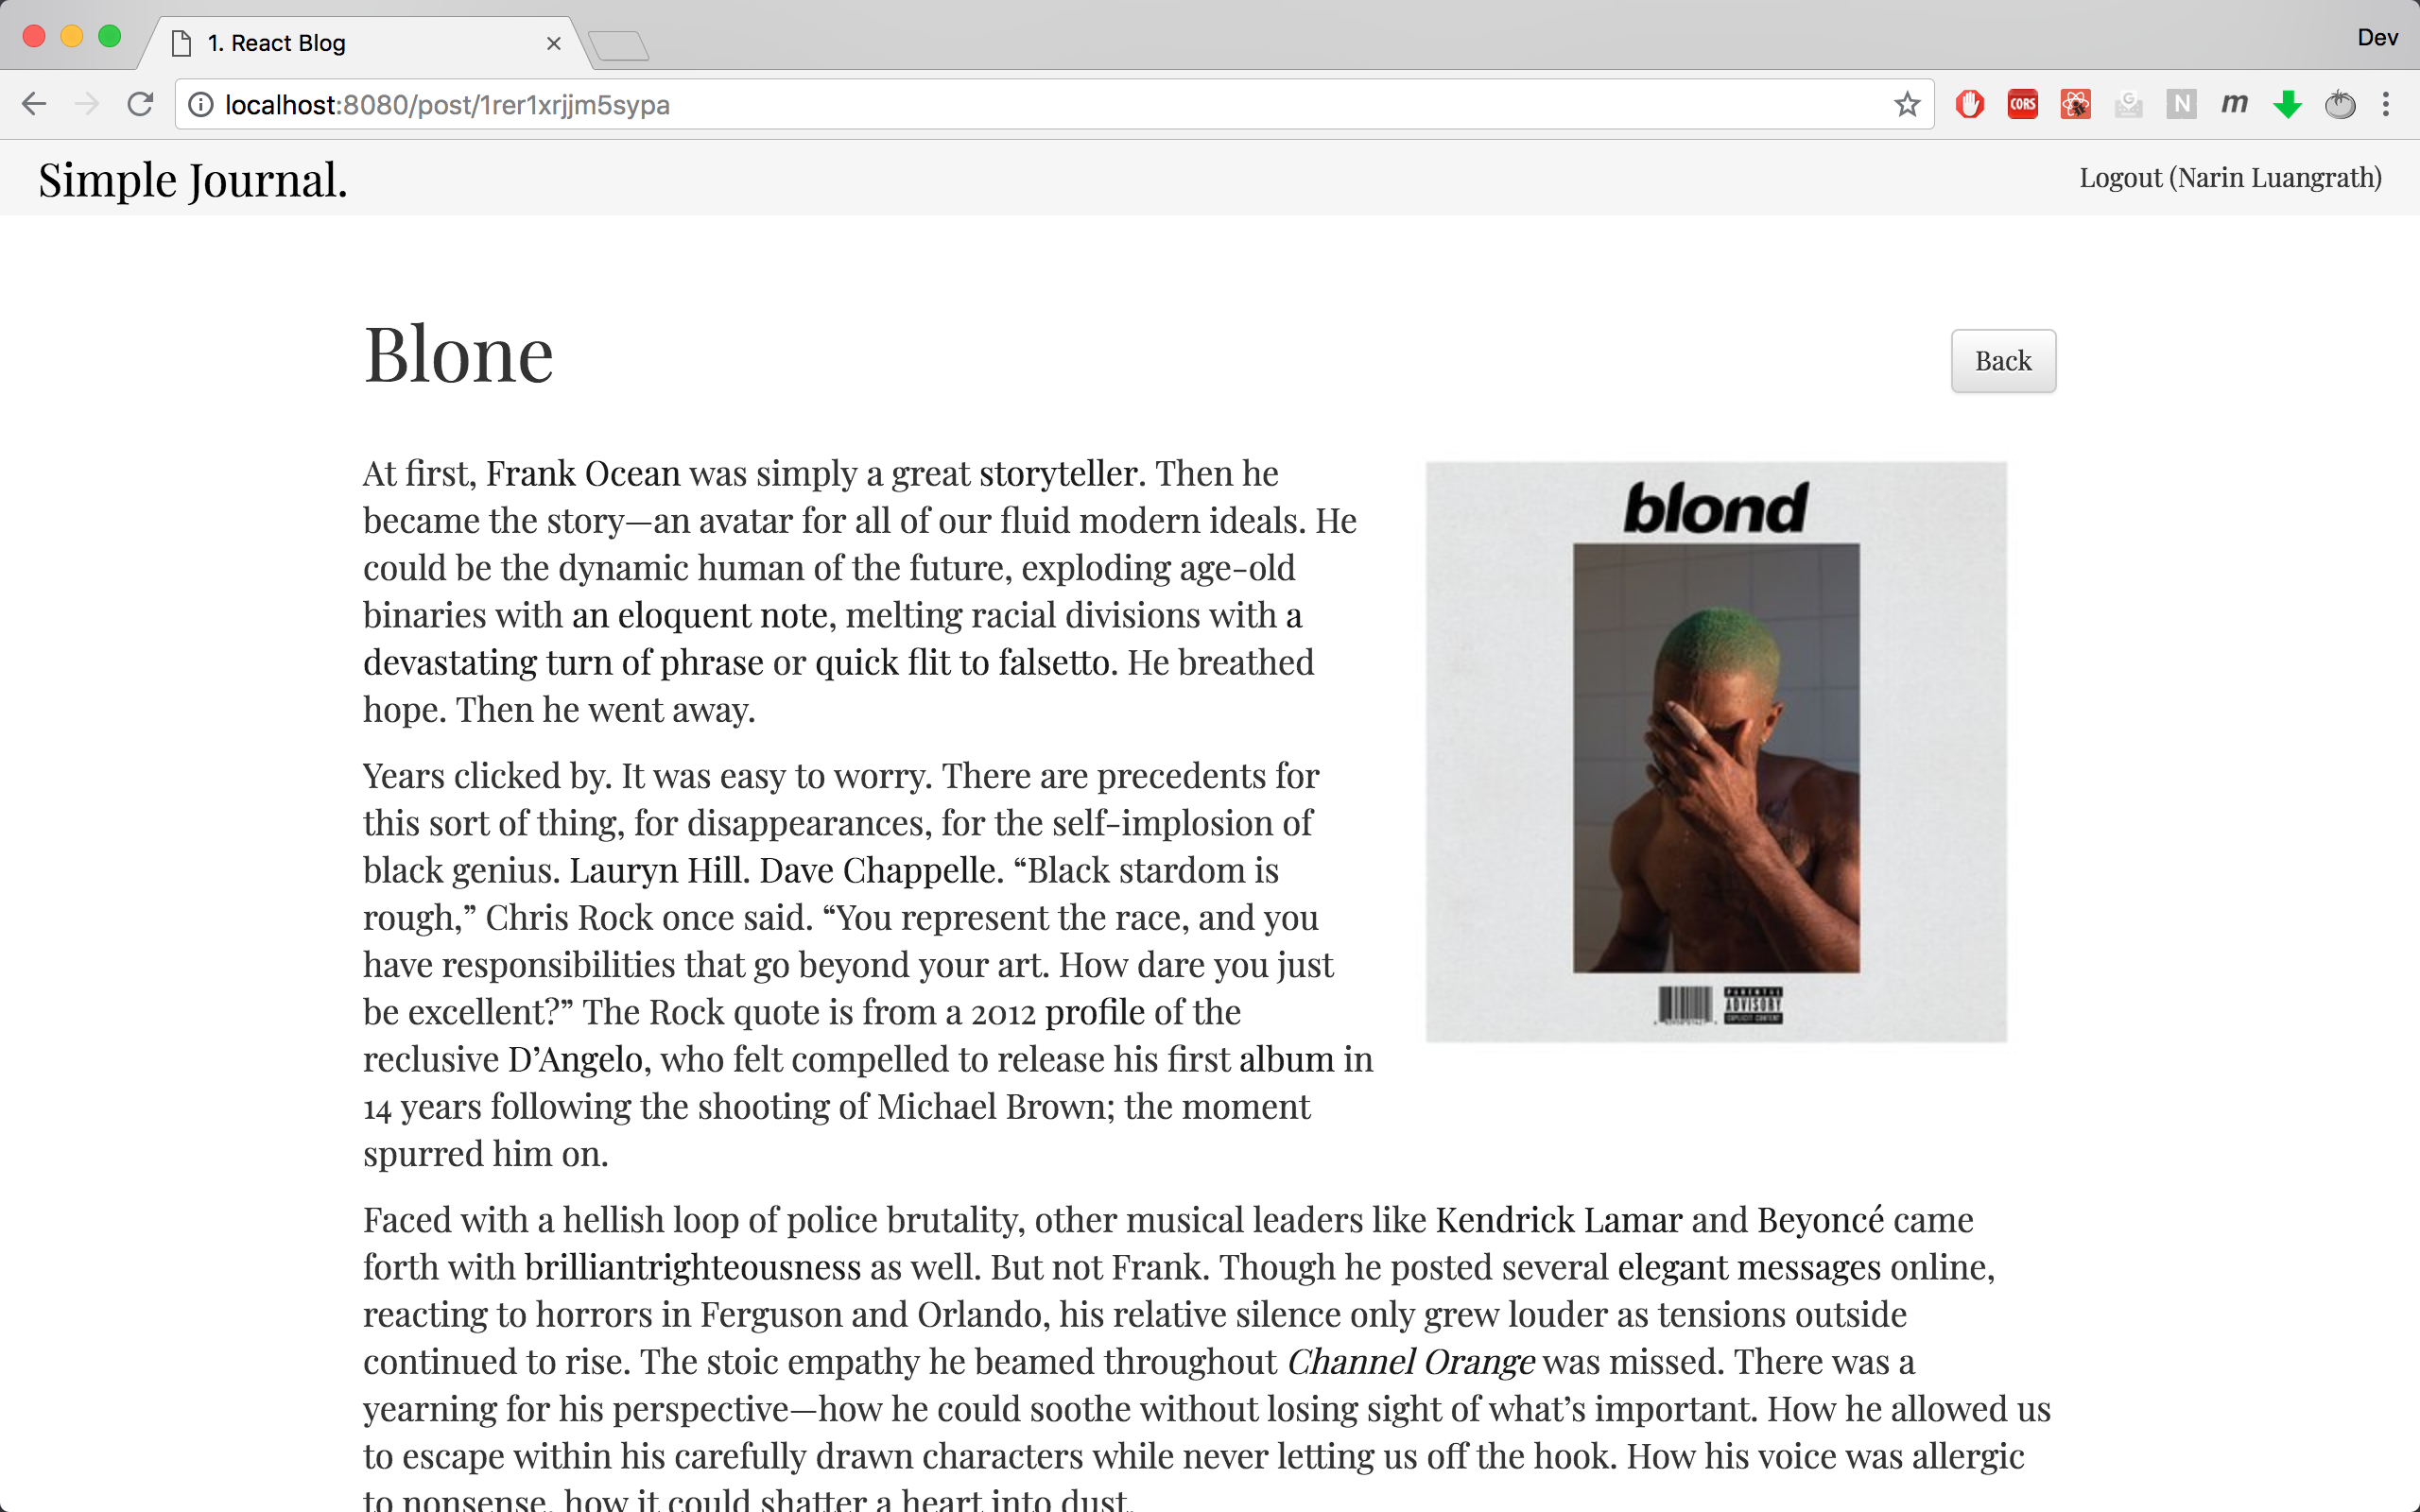 1. React Blog
Dev
localhost:8080/post/1rer1xrjjm5sypa
CORS
G
N
m
Simple Journal.
Logout (Narin Luangrath)
Blone
Back
At first, Frank Ocean was simply a great storyteller. Then he
became the story—an avatar for all of our fluid modern ideals. He
could be the dynamic human of the future, exploding age-old
binaries with an eloquent note, melting racial divisions with a
devastating turn of phrase or quick flit to falsetto. He breathed
hope. Then he went away.
blond
PARENTAL
ADVISORY
EXPLICIT CONTENT
Years clicked by. It was easy to worry. There are precedents for
this sort of thing, for disappearances, for the self-implosion of
black genius. Lauryn Hill. Dave Chappelle. “Black stardom is
rough,” Chris Rock once said. “You represent the race, and you
have responsibilities that go beyond your art. How dare you just
be excellent?” The Rock quote is from a 2012 profile of the
reclusive D’Angelo, who felt compelled to release his first album in
14 years following the shooting of Michael Brown; the moment
spurred him on.
Faced with a hellish loop of police brutality, other musical leaders like Kendrick Lamar and Beyoncé came
forth with brilliantrighteousness as well. But not Frank. Though he posted several elegant messages online,
reacting to horrors in Ferguson and Orlando, his relative silence only grew louder as tensions outside
continued to rise. The stoic empathy he beamed throughout Channel Orange was missed. There was a
yearning for his perspective—how he could soothe without losing sight of what’s important. How he allowed us
to escape within his carefully drawn characters while never letting us off the hook. How his voice was allergic
to nonsense, how it could shatter a heart into dust.